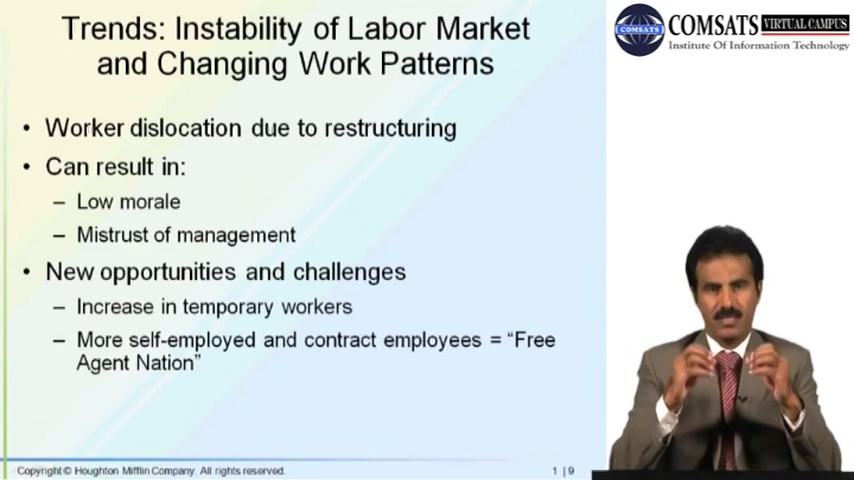 Trends: Instability of Labor Market
and Changing Work Patterns
• Worker dislocation due to restructuring
• Can result in:
– Low morale
– Mistrust of management
• New opportunities and challenges
– Increase in temporary workers
– More self-employed and contract employees = “Free
Agent Nation”
Copyright © Houghton Mifflin Company. All rights reserved.
1 | 9
COMSATS
COMSATS VIRTUAL CAMPUS
Institute Of Information Technology